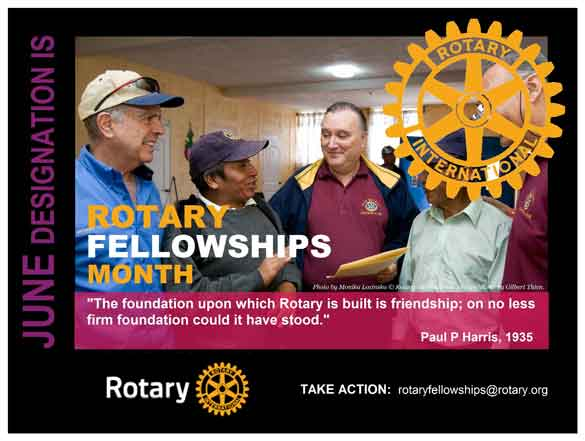 JUNE DESIGNATION IS
ROTARY
INTERNATIONAL
ROTARY
FELLOWSHIPS
MONTH
Photo by Monika Lozinska © Rotary
Gilbert Thien.
"The foundation upon which Rotary is built is friendship; on no less
firm foundation could it have stood."
Paul P Harris, 1935
Rotary
ROTARY
INTERNATIONAL
TAKE ACTION: rotaryfellowships@rotary.org